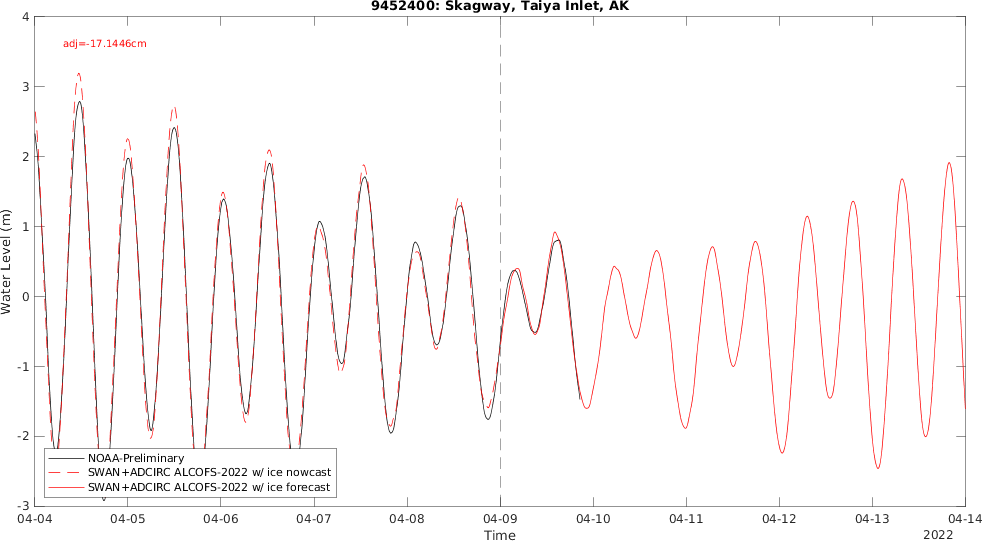 9452400: Skagway, Taiya Inlet, AK
adj=-17.1446cm
4
3
2
1
0
-1
-2
-3
Water Level (m)
NOAA-Preliminary
SWAN+ADCIRC ALCOFS-2022 w/ ice nowcast
SWAN+ADCIRC ALCOFS-2022 w/ ice forecast
04-04 04-05 04-06 04-07 04-08 04-09 04-10 04-11 04-12 04-13 04-14
Time
2022